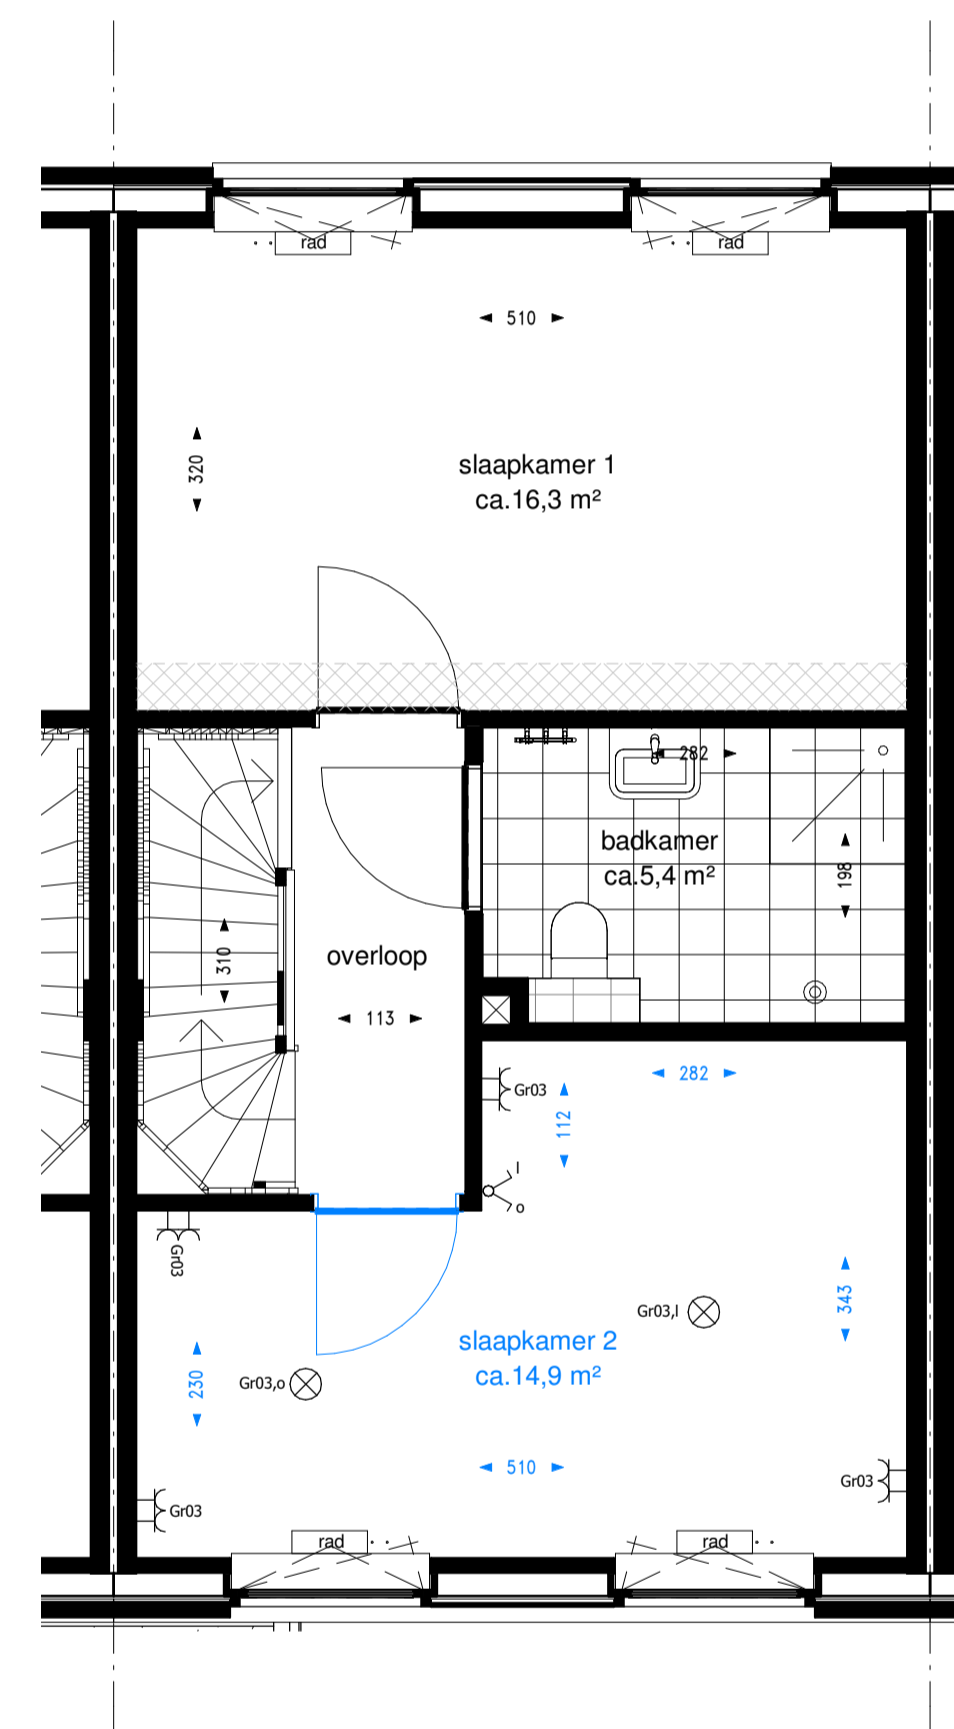 rad
rad
510
320
slaapkamer 1
ca.16,3 m²
282
badkamer
ca.5,4 m²
198
310
overloop
113
282
Gr03
112
l
o
Gr03
343
Gr03,l
slaapkamer 2
ca.14,9 m²
230
Gr03,o
510
Gr03
Gr03
rad
rad